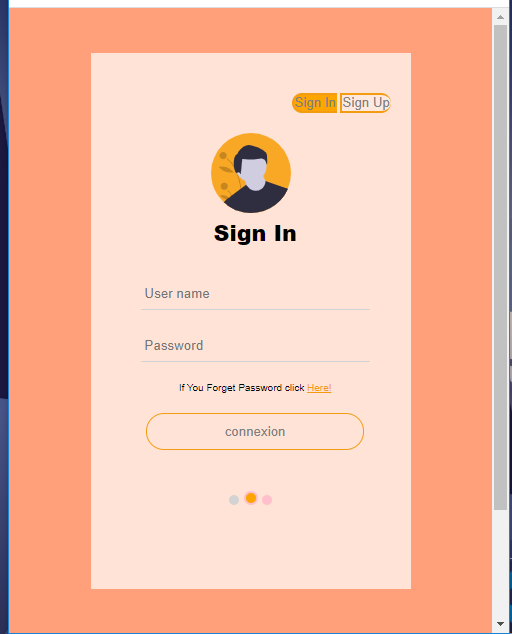 Sign In Sign Up
Sign In
User name
Password
If You Forget Password click Here!
connexion